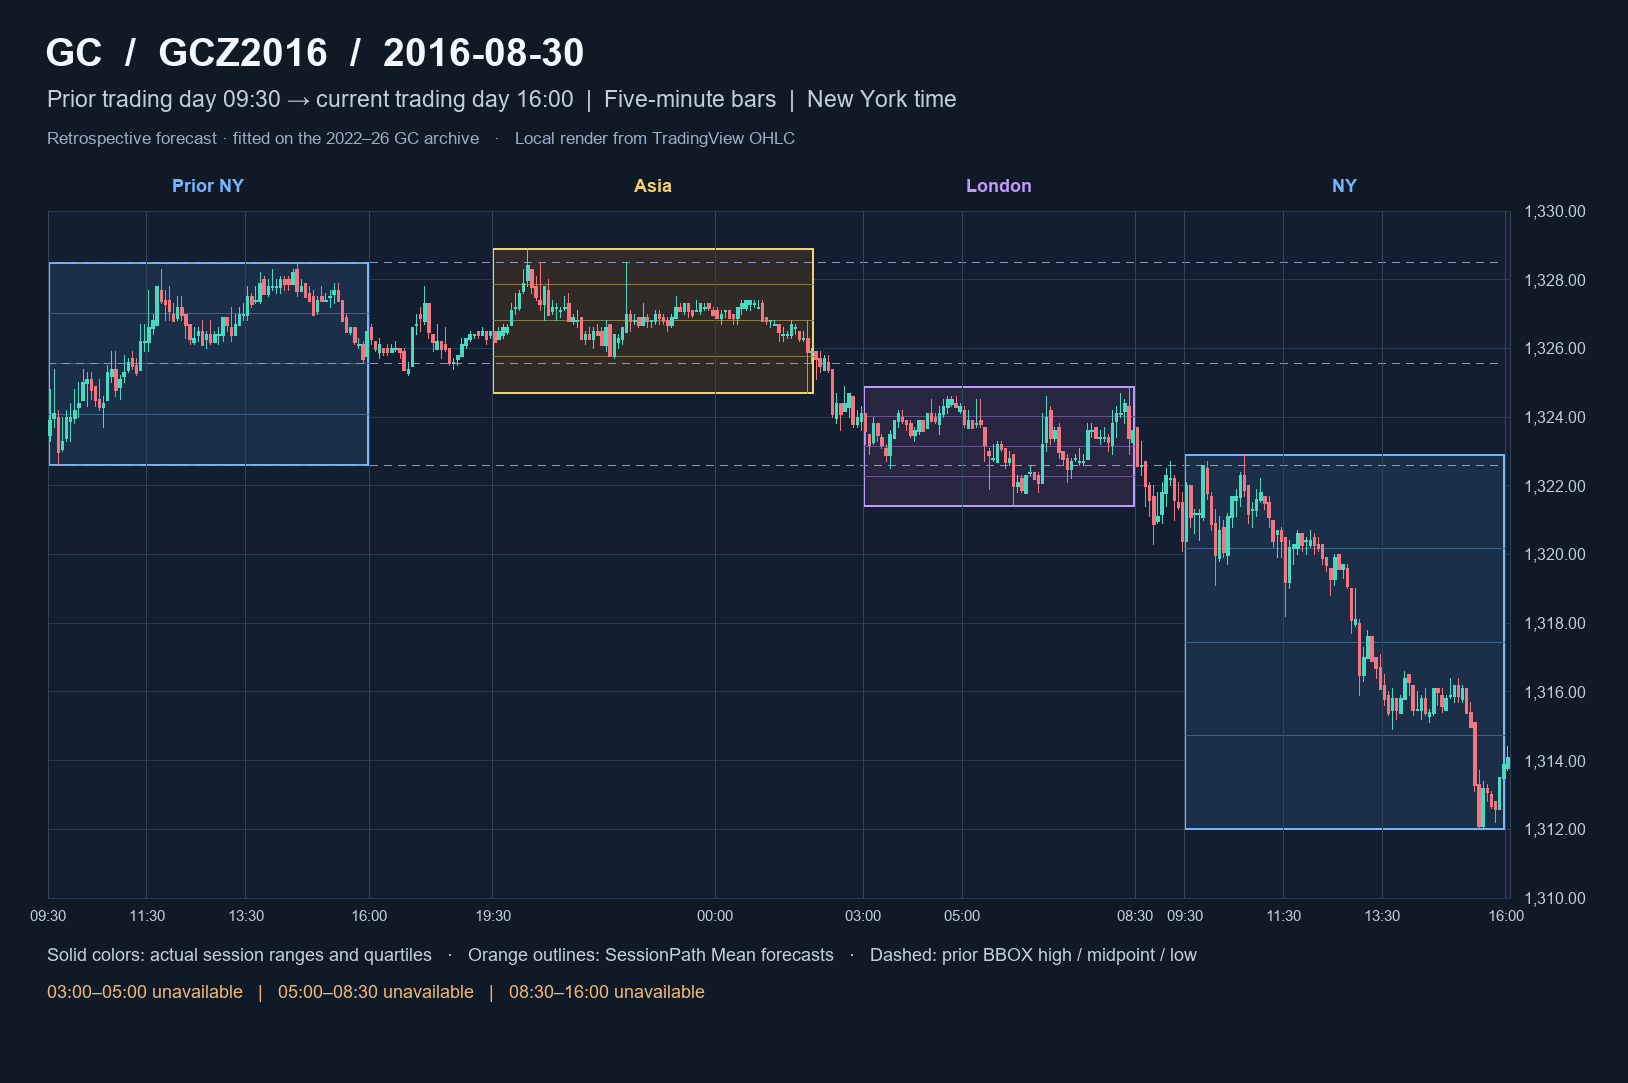 GC / GCZ2016 / 2016-08-30
Prior trading day 09:30 → current trading day 16:00 | Five-minute bars | New York time
Retrospective forecast · fitted on the 2022–26 GC archive · Local render from TradingView OHLC
Prior NY Asia London NY
1,330.00
1,328.00
1,326.00
1,324.00
1,322.00
1,320.00
1,318.00
1,316.00
1,314.00
1,312.00
1,310.00
09:30 11:30 13:30 16:00 19:30 00:00 03:00 05:00 08:30 09:30 11:30 13:30 16:00
Solid colors: actual session ranges and quartiles · Orange outlines: SessionPath Mean forecasts · Dashed: prior BBOX high / midpoint / low
03:00–05:00 unavailable | 05:00–08:30 unavailable | 08:30–16:00 unavailable